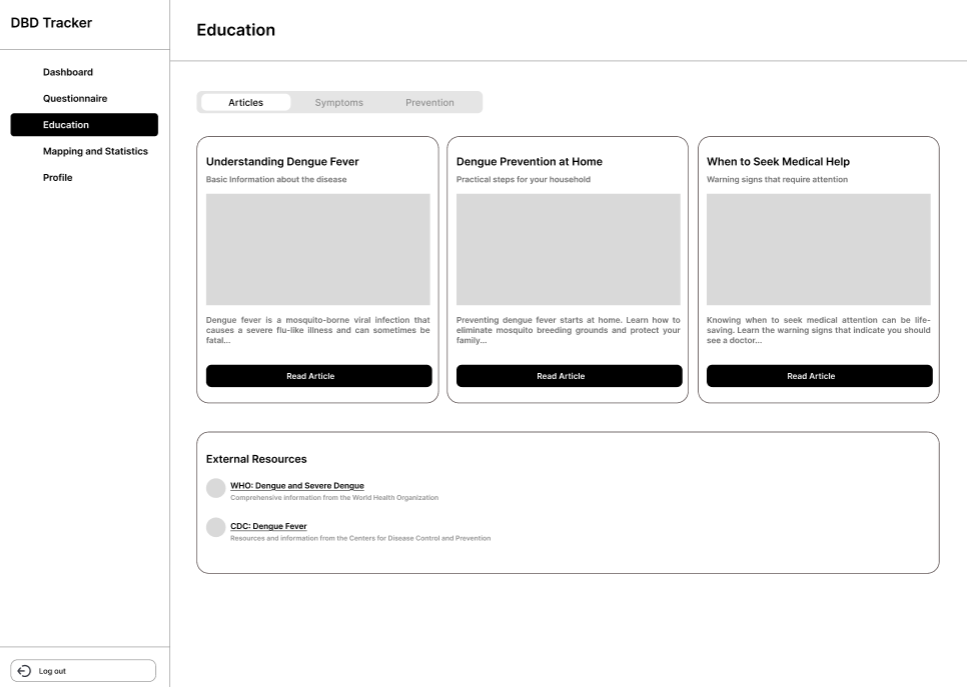 DBD Tracker
Dashboard
Questionnaire
Education
Mapping and Statistics
Profile
Log out
Education
Articles
Symptoms
Prevention
Understanding Dengue Fever
Basic Information about the disease
Dengue fever is a mosquito-borne viral infection that
causes a severe flu-like illness and can sometimes be
fatal...
Read Article
Dengue Prevention at Home
Practical steps for your household
Preventing dengue fever starts at home. Learn how to
eliminate mosquito breeding grounds and protect your
family...
Read Article
When to Seek Medical Help
Warning signs that require attention
Knowing when to seek medical attention can be life-
saving. Learn the warning signs that indicate you should
see a doctor...
Read Article
External Resources
WHO: Dengue and Severe Dengue
Comprehensive information from the World Health Organization
CDC: Dengue Fever
Resources and information from the Centers for Disease Control and Prevention